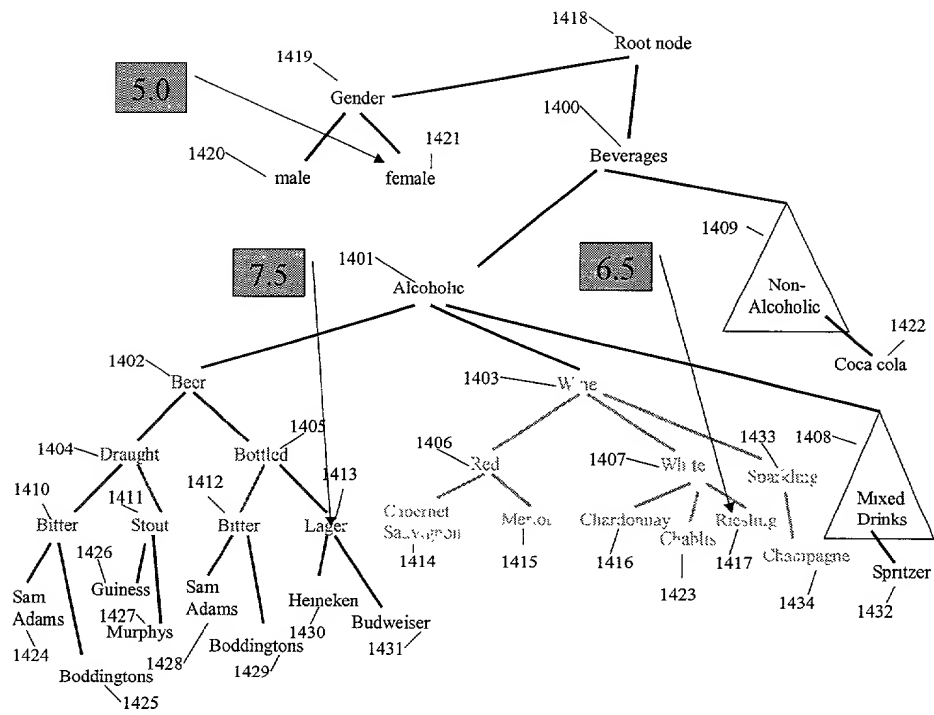 1418
Root node
1419
5.0
Gender
1400
1421
1420
male
female
Beverages
1409
7.5
1401
6.5
Alcoholic
Non-
Alcoholic
1422
Coca cola
1402
Beer
1403
Wine
1405
1404
Draught
Bottled
1406
Red
1407
White
1433
Sparkling
1408
1410
1411
1412
1413
Bitter
Stout
Bitter
Lager
Cabernet
Sauvignon
Merlot
Chardonnay
Chablis
Riesling
Mixed
Drinks
1414
1415
1416
1417
Champagne
1426
Guiness
Sam
Adams
1427
Murphys
Sam
Adams
Heineken
1423
1434
Spritzer
1430
Budweiser
1432
1424
1428
Boddingtons
1431
Boddingtons
1429
1425